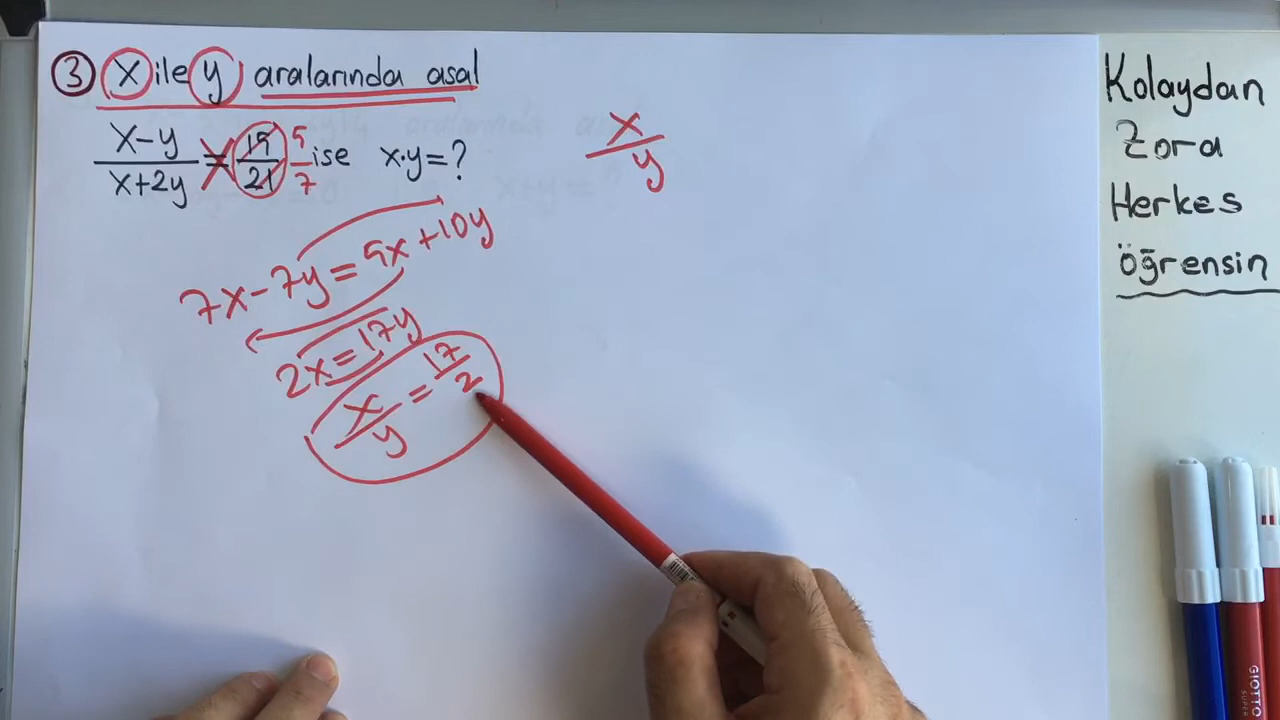 3 x ile y aralarında asal
x-y / x+2y = 15/21 5/7 ise x·y=?
x/y
7x-7y=5x+10y
2x=17y
x/y=17/2
Kolaydan
Zora
Herkes
öğrensin
GIOTTO